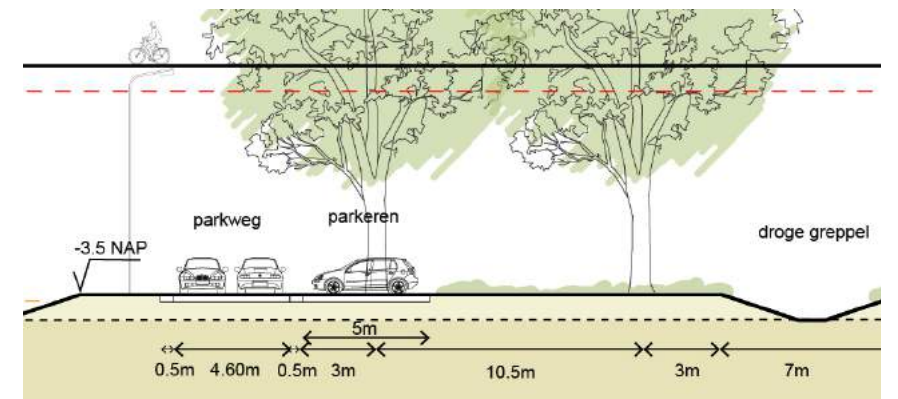 parkweg
parkeren
droge greppel
-3.5 NAP
5m
0.5m 4.60m 0.5m 3m 10.5m 3m 7m